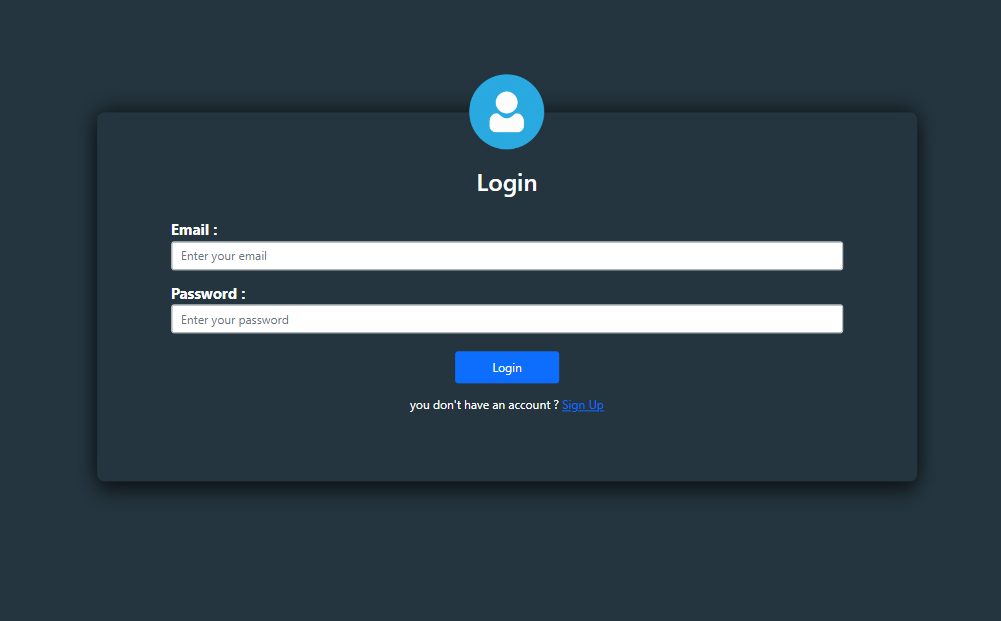 Login
Email :
Enter your email
Password :
Enter your password
Login
you don't have an account ? Sign Up